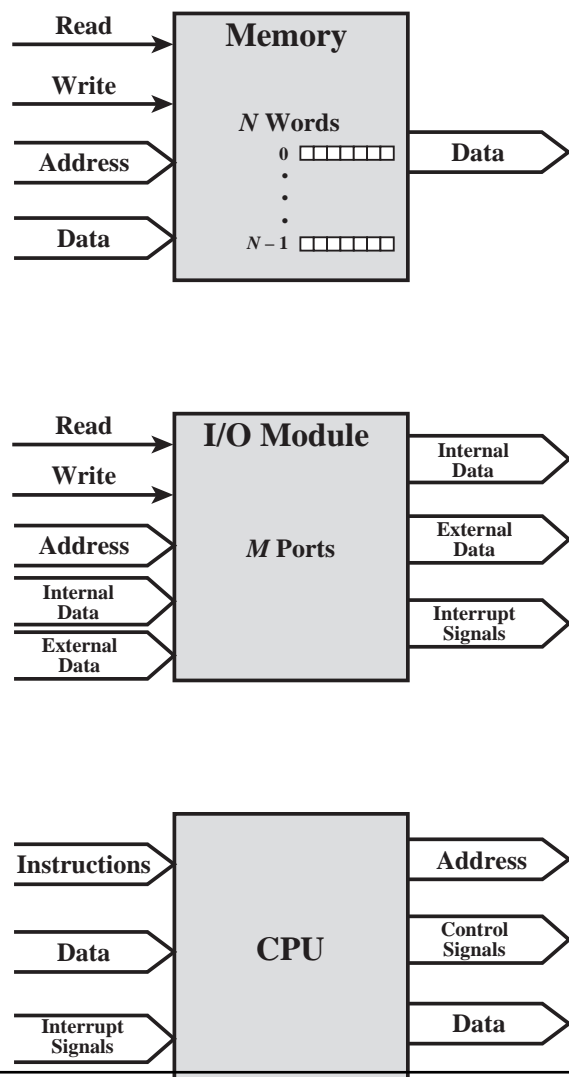 Read
Memory
Write
N Words
Address
0
Data
Data
N – 1
Read
I/O Module
Internal
Data
Write
Address
M Ports
External
Data
Internal
Data
Interrupt
Signals
External
Data
Instructions
Address
Data
CPU
Control
Signals
Interrupt
Signals
Data